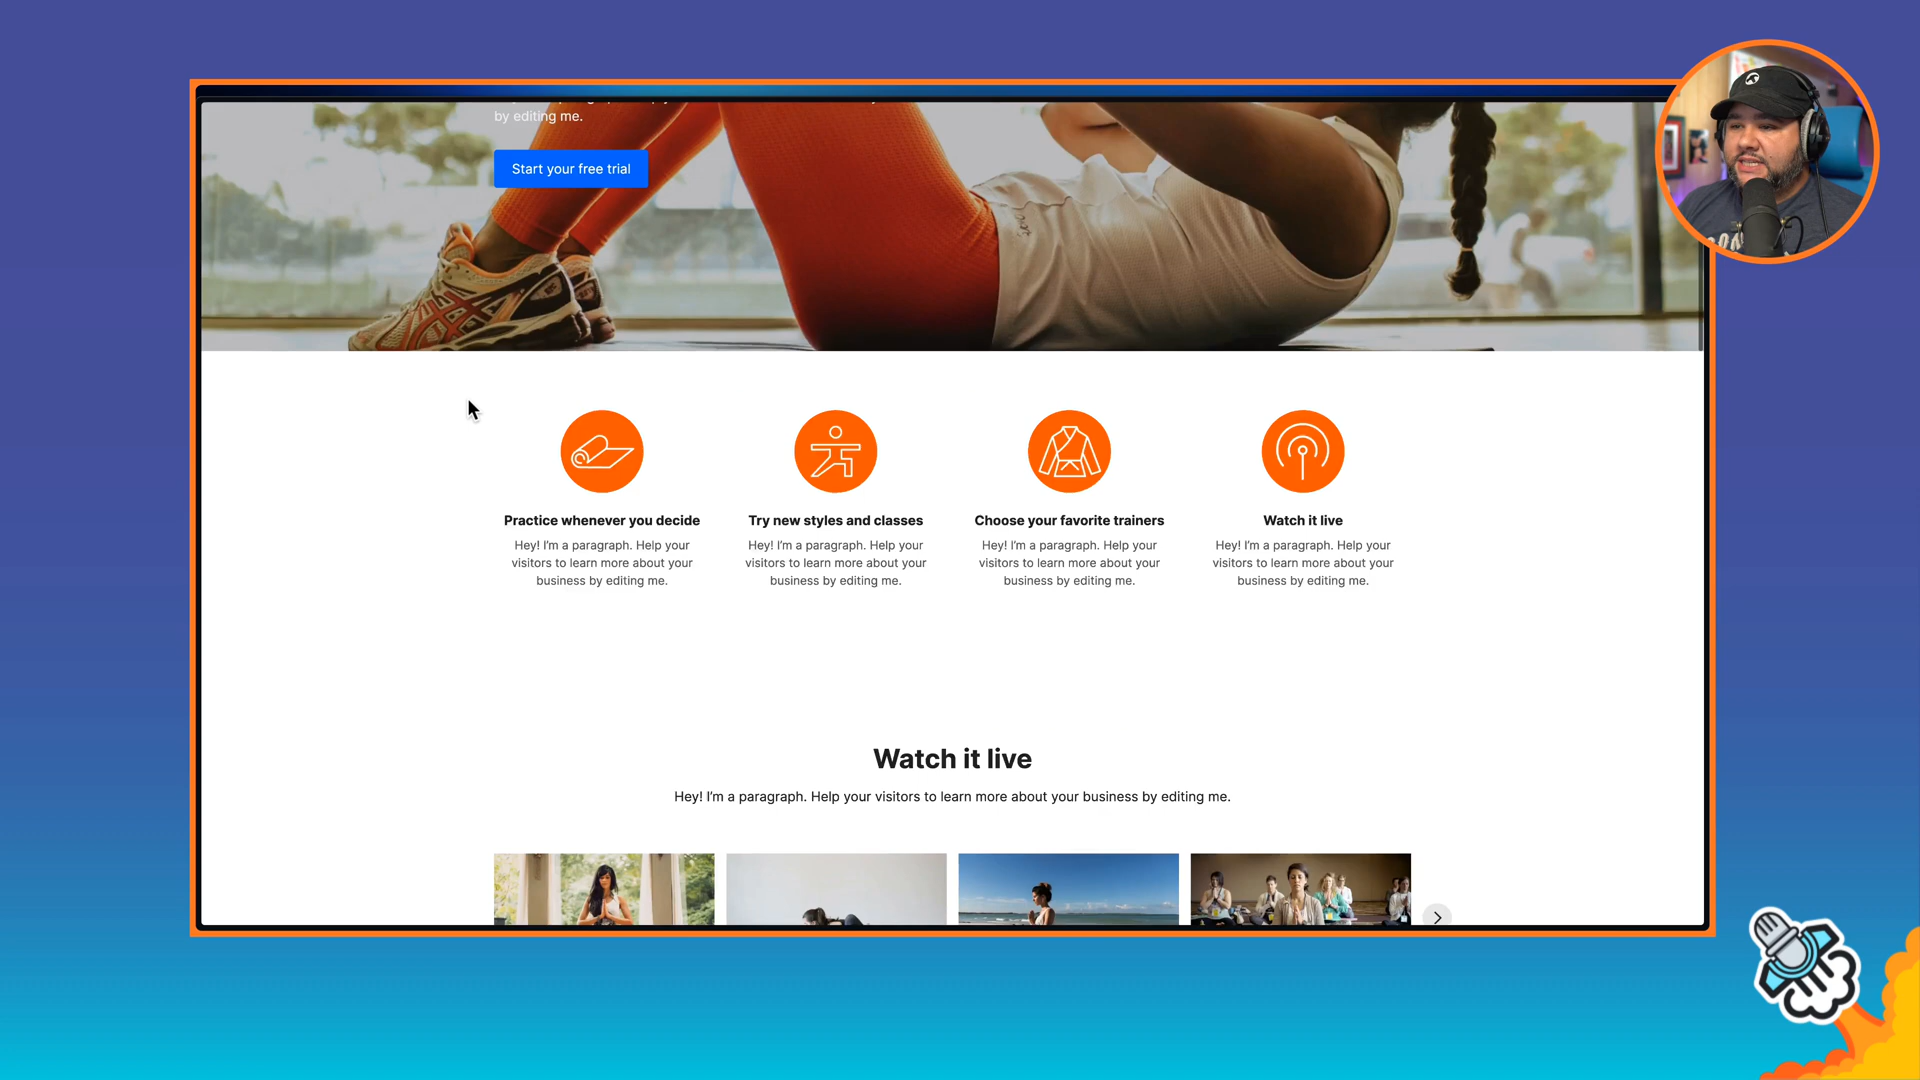 by editing me.
Start your free trial
Practice whenever you decide
Hey! I'm a paragraph. Help your
visitors to learn more about your
business by editing me.
Try new styles and classes
Hey! I'm a paragraph. Help your
visitors to learn more about your
business by editing me.
Choose your favorite trainers
Hey! I'm a paragraph. Help your
visitors to learn more about your
business by editing me.
Watch it live
Hey! I'm a paragraph. Help your
visitors to learn more about your
business by editing me.
Watch it live
Hey! I'm a paragraph. Help your visitors to learn more about your business by editing me.